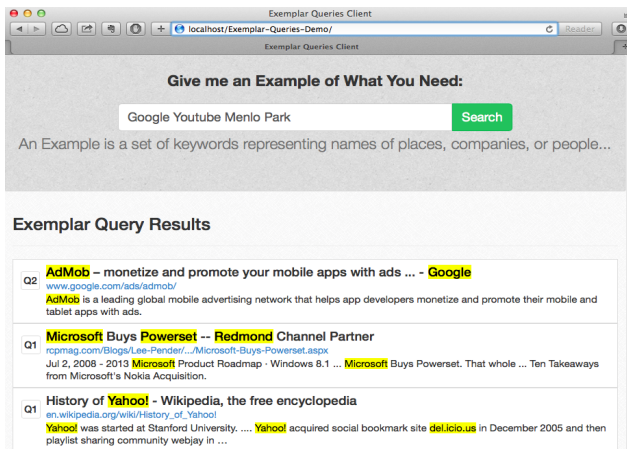 Exemplar Queries Client
localhost/Exemplar-Queries-Demo/
Reader
Exemplar Queries Client
Give me an Example of What You Need:
Google Youtube Menlo Park
Search
An Example is a set of keywords representing names of places, companies, or people...
Exemplar Query Results
Q2
AdMob – monetize and promote your mobile apps with ads ... - Google
www.google.com/ads/admob/
AdMob is a leading global mobile advertising network that helps app developers monetize and promote their mobile and
tablet apps with ads.
Q1
Microsoft Buys Powerset -- Redmond Channel Partner
rcpmag.com/Blogs/Lee-Pender/.../Microsoft-Buys-Powerset.aspx
Jul 2, 2008 - 2013 Microsoft Product Roadmap · Windows 8.1 ... Microsoft Buys Powerset. That whole ... Ten Takeaways
from Microsoft's Nokia Acquisition.
Q1
History of Yahoo! - Wikipedia, the free encyclopedia
en.wikipedia.org/wiki/History_of_Yahoo!
Yahoo! was started at Stanford University. .... Yahoo! acquired social bookmark site del.icio.us in December 2005 and then
playlist sharing community webjay in …